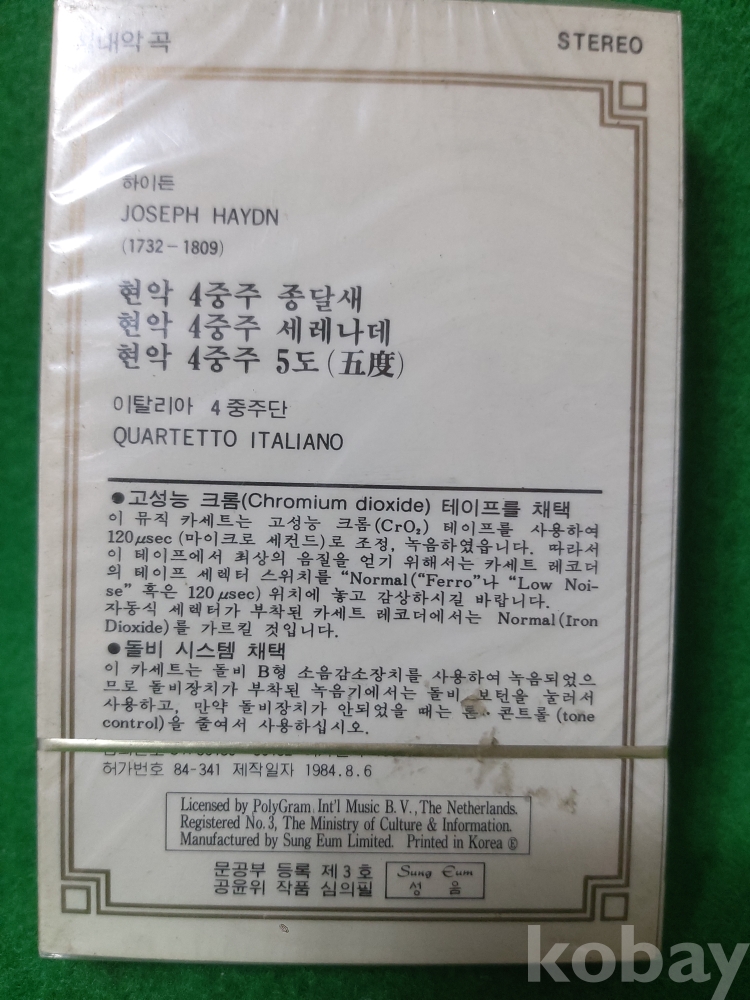 실내악곡
STEREO
하이든
JOSEPH HAYDN
(1732－1809)
현악 4중주 종달새
현악 4중주 세레나데
현악 4중주 5도(五度)
이탈리아 4중주단
QUARTETTO ITALIANO
●고성능 크롬(Chromium dioxide) 테이프를 채택
이 뮤직 카세트는 고성능 크롬(CrO₂) 테이프를 사용하여
120μsec (마이크로 세컨드)로 조정, 녹음하였읍니다. 따라서
이 테이프에서 최상의 음질을 얻기 위해서는 카세트 레코더
의 테이프 세렉터 스위치를 “Normal(“Ferro”나 “Low Noi-
se” 혹은 120μsec) 위치에 놓고 감상하시길 바랍니다.
자동식 세렉터가 부착된 카세트 레코더에서는 Normal(Iron
Dioxide)를 가르킬 것입니다.
●돌비 시스템 채택
이 카세트는 돌비 B형 소음감소장치를 사용하여 녹음되었으
므로 돌비장치가 부착된 녹음기에서는 돌비 보턴을 눌러서
사용하고, 만약 돌비장치가 안되었을 때는 톤·콘트롤(tone
control)을 줄여서 사용하십시오.
허가번호 84-341 제작일자 1984.8.6
Licensed by PolyGram Int'l Music B.V., The Netherlands.
Registered No.3, The Ministry of Culture & Information.
Manufactured by Sung Eum Limited. Printed in Korea Ⓔ
문공부 등록 제3호
공윤위 작품 심의필
Sung Eum
성 음
kobay